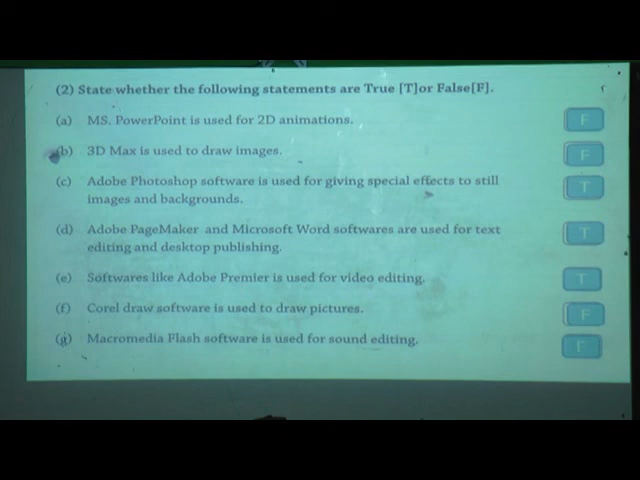 (2) State whether the following statements are True [T]or False[F].
(a) MS. PowerPoint is used for 2D animations. F
(b) 3D Max is used to draw images. F
(c) Adobe Photoshop software is used for giving special effects to still T
images and backgrounds.
(d) Adobe PageMaker and Microsoft Word softwares are used for text T
editing and desktop publishing.
(e) Softwares like Adobe Premier is used for video editing. T
(f) Corel draw software is used to draw pictures. F
(g) Macromedia Flash software is used for sound editing. F